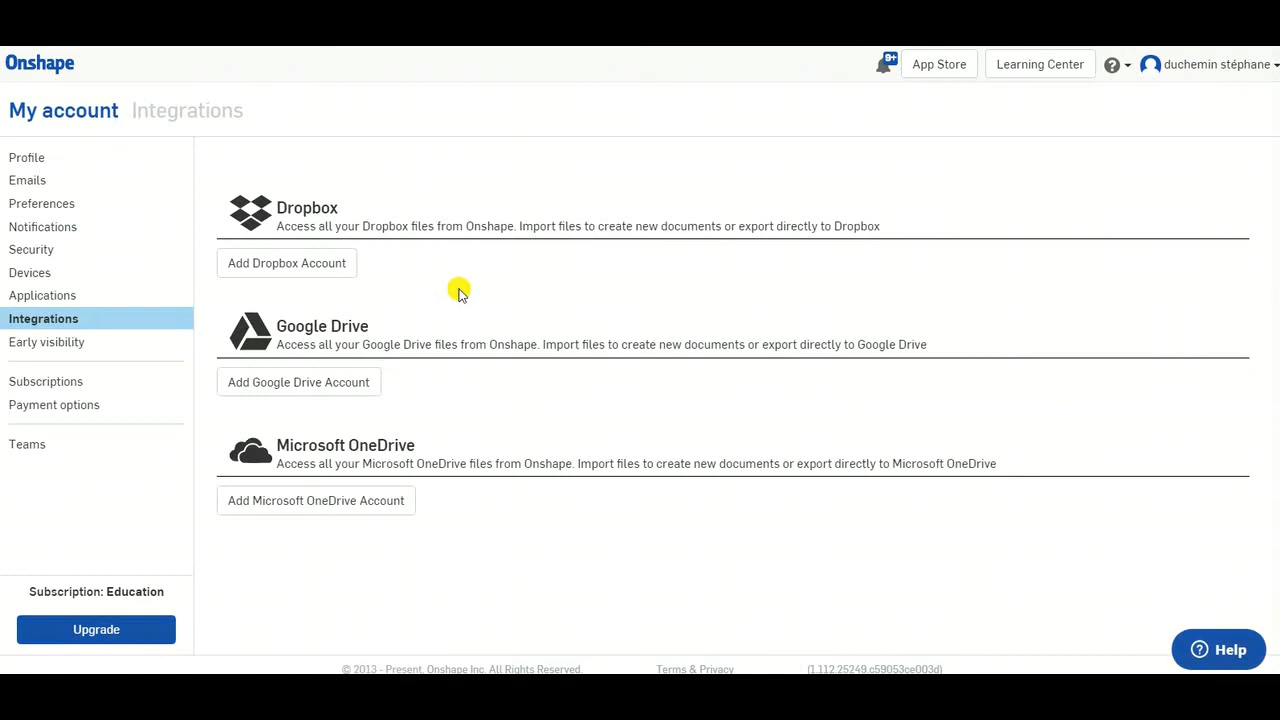 Onshape
9+
App Store
Learning Center
duchemin stéphane
My account Integrations
Profile
Emails
Preferences
Notifications
Security
Devices
Applications
Integrations
Early visibility
Subscriptions
Payment options
Teams
Subscription: Education
Upgrade
Dropbox
Access all your Dropbox files from Onshape. Import files to create new documents or export directly to Dropbox
Add Dropbox Account
Google Drive
Access all your Google Drive files from Onshape. Import files to create new documents or export directly to Google Drive
Add Google Drive Account
Microsoft OneDrive
Access all your Microsoft OneDrive files from Onshape. Import files to create new documents or export directly to Microsoft OneDrive
Add Microsoft OneDrive Account
? Help
© 2013 - Present, Onshape Inc. All Rights Reserved. Terms & Privacy (1.112.25249.c59053ce003d)